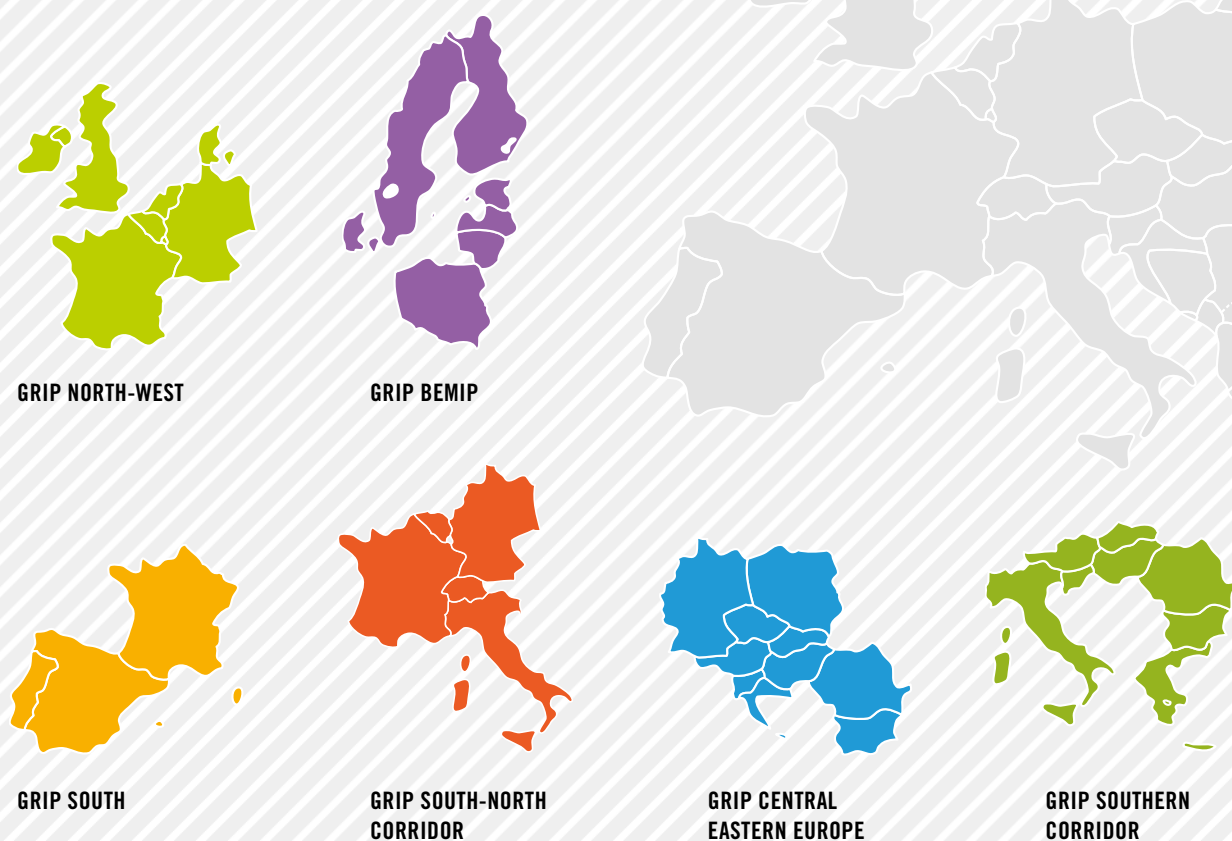 GRIP NORTH-WEST
GRIP BEMIP
GRIP SOUTH
GRIP SOUTH-NORTH
CORRIDOR
GRIP CENTRAL
EASTERN EUROPE
GRIP SOUTHERN
CORRIDOR